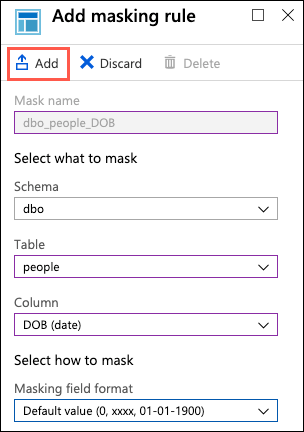 Add masking rule
Add Discard Delete
Mask name
dbo_people_DOB
Select what to mask
Schema
dbo
Table
people
Column
DOB (date)
Select how to mask
Masking field format
Default value (0, xxxx, 01-01-1900)